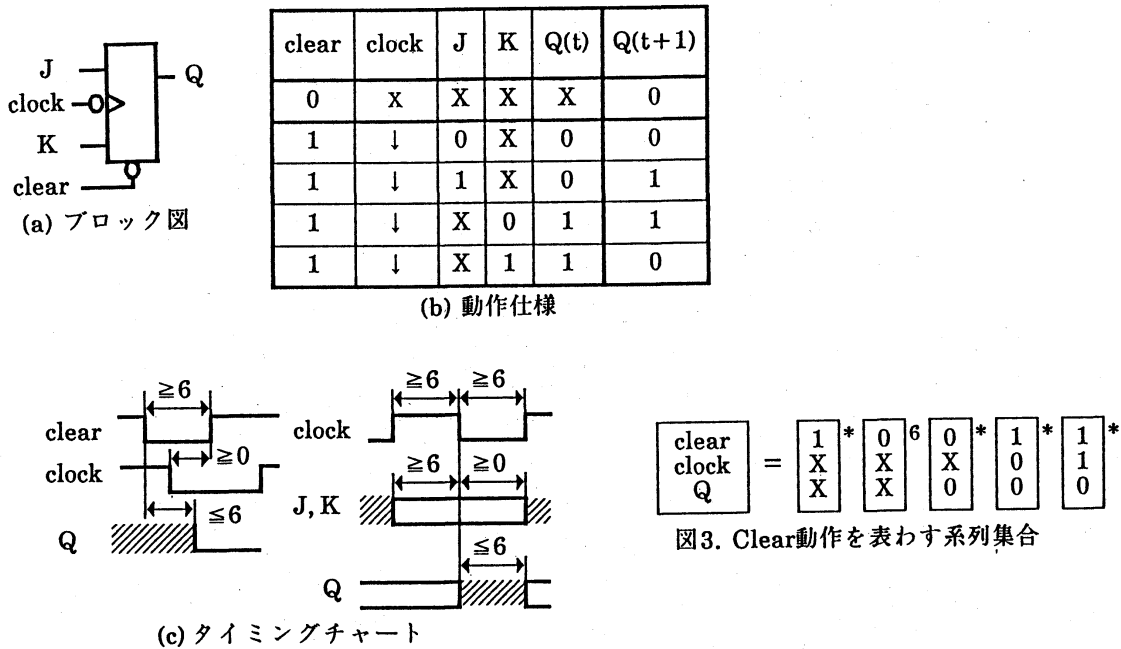 J
clock
K
clear
Q
(a) ブロック図
clear clock J K Q(t) Q(t+1)
0 X X X X 0
1 ↓ 0 X 0 0
1 ↓ 1 X 0 1
1 ↓ X 0 1 1
1 ↓ X 1 1 0
(b) 動作仕様
≧6
clear
≧0
clock
≦6
Q
≧6 ≧6
clock
≧6 ≧0
J, K
≦6
Q
(c) タイミングチャート
clear 1 * 0 6 0 * 1 * 1 *
clock = X X X 0 1
Q X X 0 0 0
図3. Clear動作を表わす系列集合